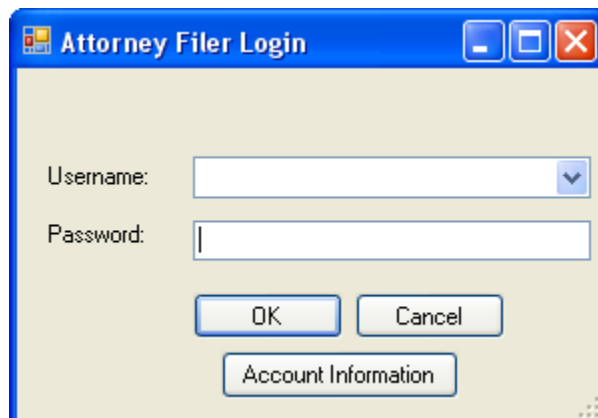 Attorney Filer Login
Username:
Password:
OK Cancel
Account Information